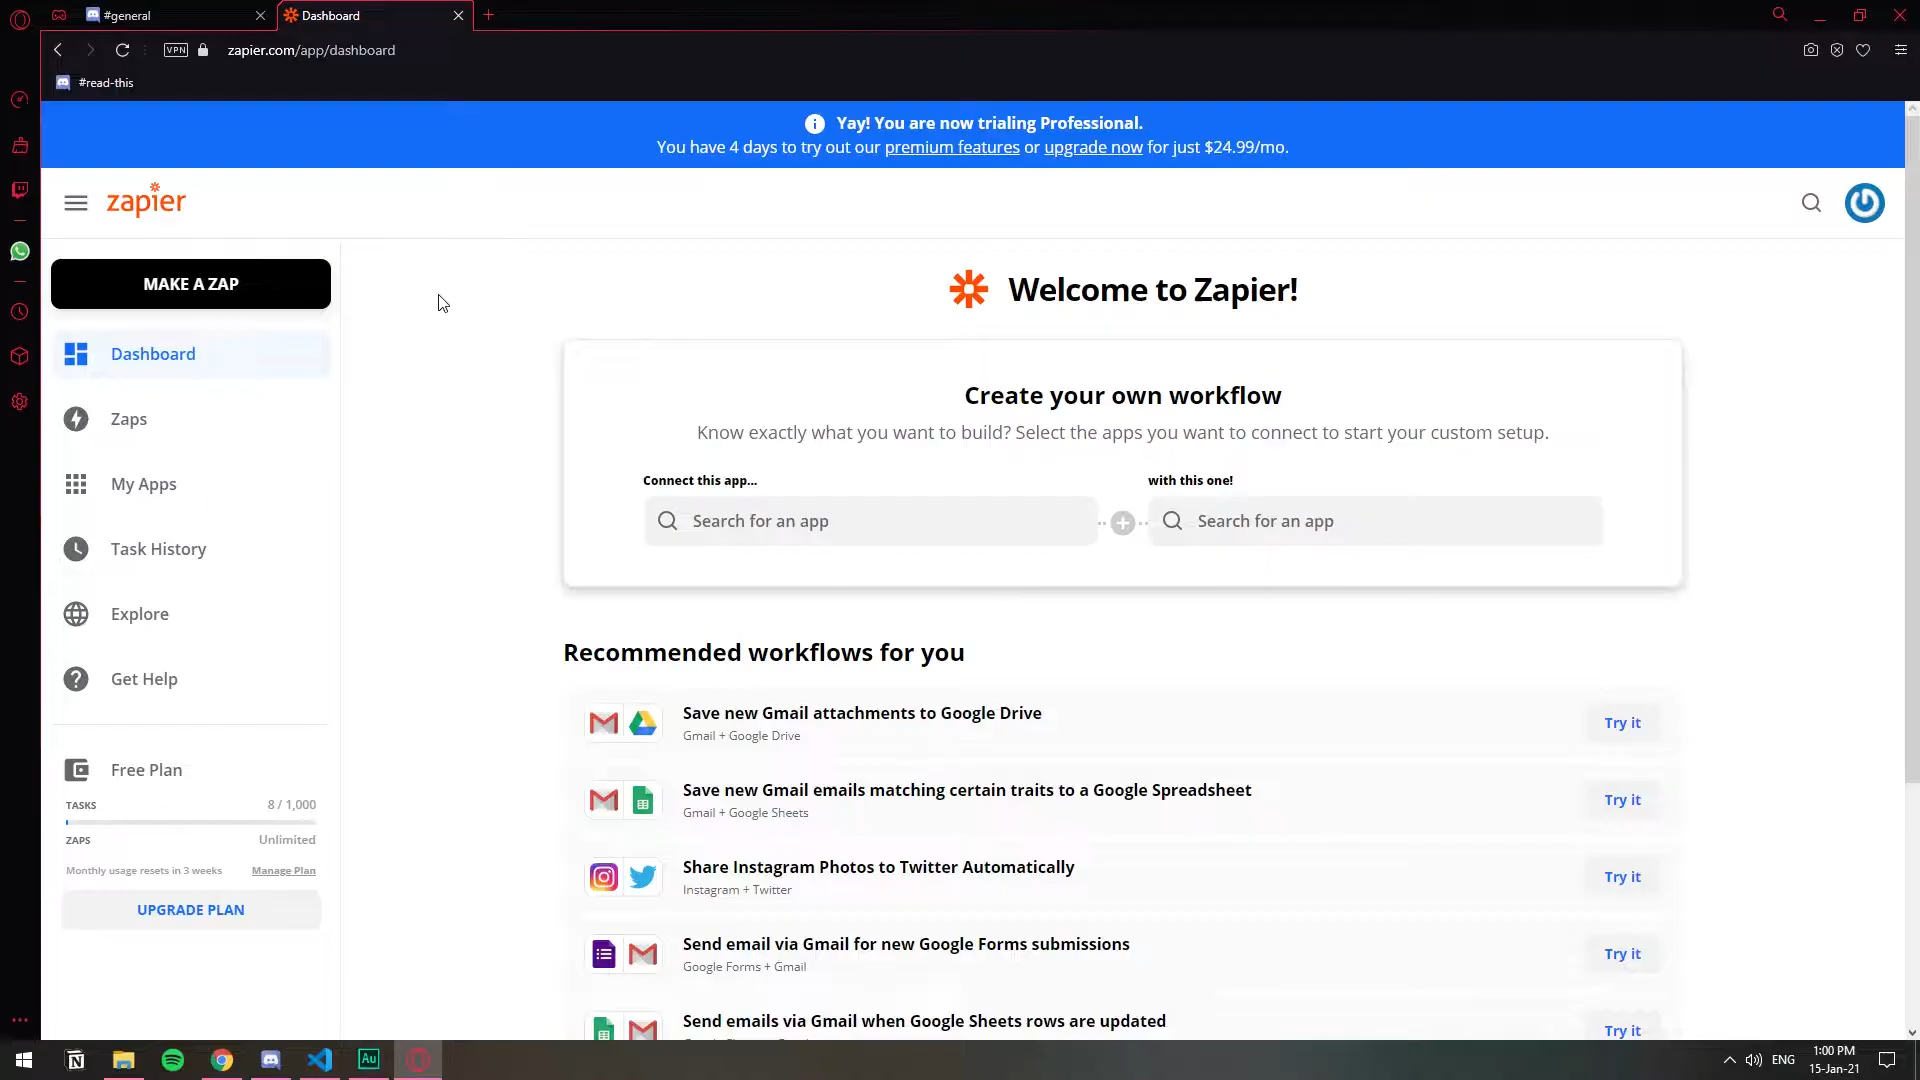 #general
Dashboard
VPN
zapier.com/app/dashboard
#read-this
Yay! You are now trialing Professional.
You have 4 days to try out our premium features or upgrade now for just $24.99/mo.
zapier
MAKE A ZAP
Dashboard
Zaps
My Apps
Task History
Explore
Get Help
Free Plan
TASKS 8 / 1,000
ZAPS Unlimited
Monthly usage resets in 3 weeks Manage Plan
UPGRADE PLAN
Welcome to Zapier!
Create your own workflow
Know exactly what you want to build? Select the apps you want to connect to start your custom setup.
Connect this app...
Search for an app
with this one!
Search for an app
Recommended workflows for you
Save new Gmail attachments to Google Drive
Gmail + Google Drive
Try it
Save new Gmail emails matching certain traits to a Google Spreadsheet
Gmail + Google Sheets
Try it
Share Instagram Photos to Twitter Automatically
Instagram + Twitter
Try it
Send email via Gmail for new Google Forms submissions
Google Forms + Gmail
Try it
Send emails via Gmail when Google Sheets rows are updated
Try it
Au
ENG
1:00 PM
15-Jan-21